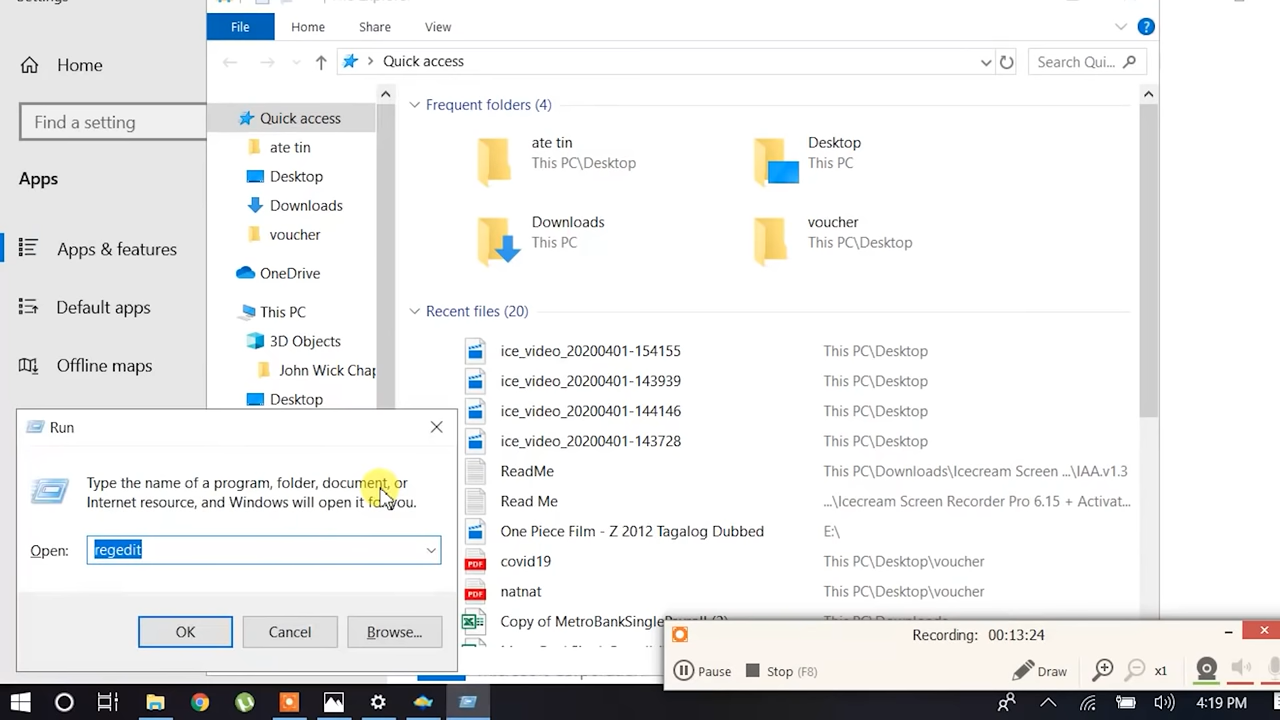 File
Home
Share
View
Home
Quick access
Search Qui...
Find a setting
Apps
Apps & features
Default apps
Offline maps
Quick access
ate tin
Desktop
Downloads
voucher
OneDrive
This PC
3D Objects
John Wick Chap
Desktop
Frequent folders (4)
ate tin
This PC\Desktop
Desktop
This PC
Downloads
This PC
voucher
This PC\Desktop
Recent files (20)
ice_video_20200401-154155 This PC\Desktop
ice_video_20200401-143939 This PC\Desktop
ice_video_20200401-144146 This PC\Desktop
ice_video_20200401-143728 This PC\Desktop
ReadMe This PC\Downloads\Icecream Screen ...\IAA.v1.3
Read Me ...\Icecream Screen Recorder Pro 6.15 + Activat...
One Piece Film - Z 2012 Tagalog Dubbed E:\
covid19 This PC\Desktop\voucher
natnat This PC\Desktop\voucher
Copy of MetroBankSinglePayroll (2)
Run
Type the name of a program, folder, document, or
Internet resource, and Windows will open it for you.
Open: regedit
OK
Cancel
Browse...
Recording: 00:13:24
Pause
Stop (F8)
Draw
x1
4:19 PM